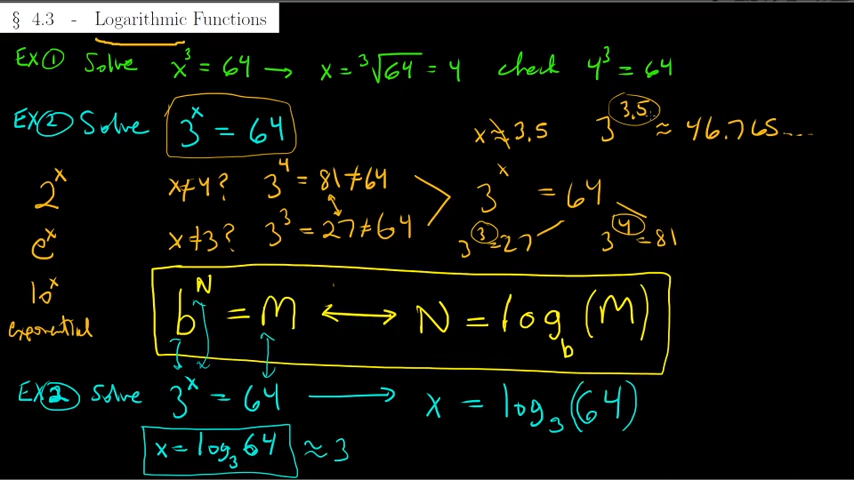 § 4.3 - Logarithmic Functions
EX① Solve x³ = 64 → x = ³√64 = 4 check 4³ = 64
EX② Solve 3ˣ = 64 x ≠ 3.5 3^3.5 ≈ 46.765....
2ˣ x≠4? 3⁴ = 81 ≠ 64 3ˣ = 64
eˣ x≠3? 3³ = 27 ≠ 64 3³=27 3⁴=81
10ˣ
exponential
b^N = M ↔ N = log_b (M)
EX② Solve 3ˣ = 64 → x = log₃(64)
x = log₃ 64 ≈ 3